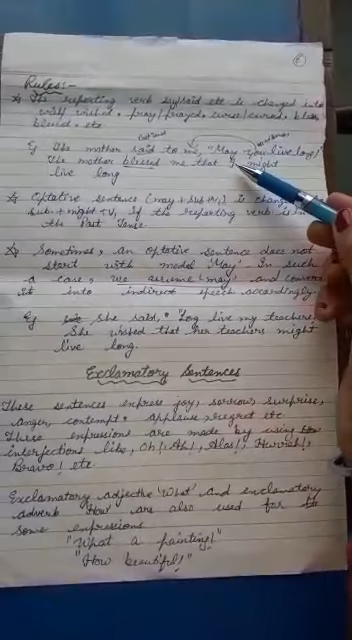 Rules:-
* The reporting verb say/said etc is changed into
wish/wished, pray/prayed, curse/cursed, bless/
blessed. etc
Eg The mother said to me, "May you live long!"
The mother blessed me that I might
live long
* Optative sentence (may + sub + V1) is changed
sub. + might + V1 If the reporting verb is in
the Past Tense
* Sometimes, an optative sentence does not
start with modal 'May'. In such
a case, we assume 'may' and convert
it into indirect speech accordingly.
Eg She said, "Long live my teachers
She wished that her teachers might
live long.
Exclamatory Sentences
These sentences express joy, sorrow, surprise,
anger, contempt, applause, regret etc
These expressions are made by using
interjections like, Oh!, Ah!, Alas!, Hurrah!,
Bravo! etc
Exclamatory adjective 'What' and exclamatory
adverb 'How' are also used for
some expressions
"What a painting!"
"How beautiful!"